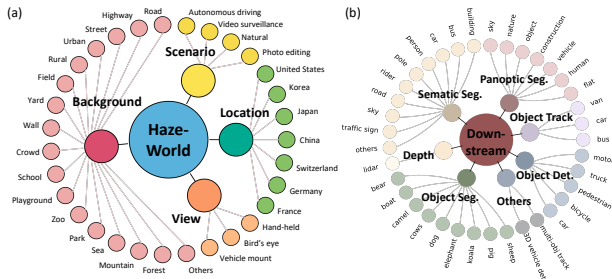 (a)
Highway
Road
Street
Urban
Rural
Field
Yard
Wall
Crowd
School
Playground
Zoo
Park
Sea
Mountain
Forest
Others
Background
Haze-
World
Scenario
Autonomous driving
Video surveillance
Natural
Photo editing
Location
United States
Korea
Japan
China
Switzerland
Germany
France
View
Hand-held
Bird's eye
Vehicle mount
(b)
Down-
stream
Sematic Seg.
building
bus
car
person
pole
rider
road
sky
traffic sign
others
Panoptic Seg.
sky
nature
object
construction
vehicle
human
flat
Object Track
van
car
bus
Object Det.
motor
truck
pedestrian
bicycle
car
Others
multi-obj track
3D vehicle det
Object Seg.
bear
boat
camel
cows
dog
elephant
koala
pig
sheep
Depth
lidar